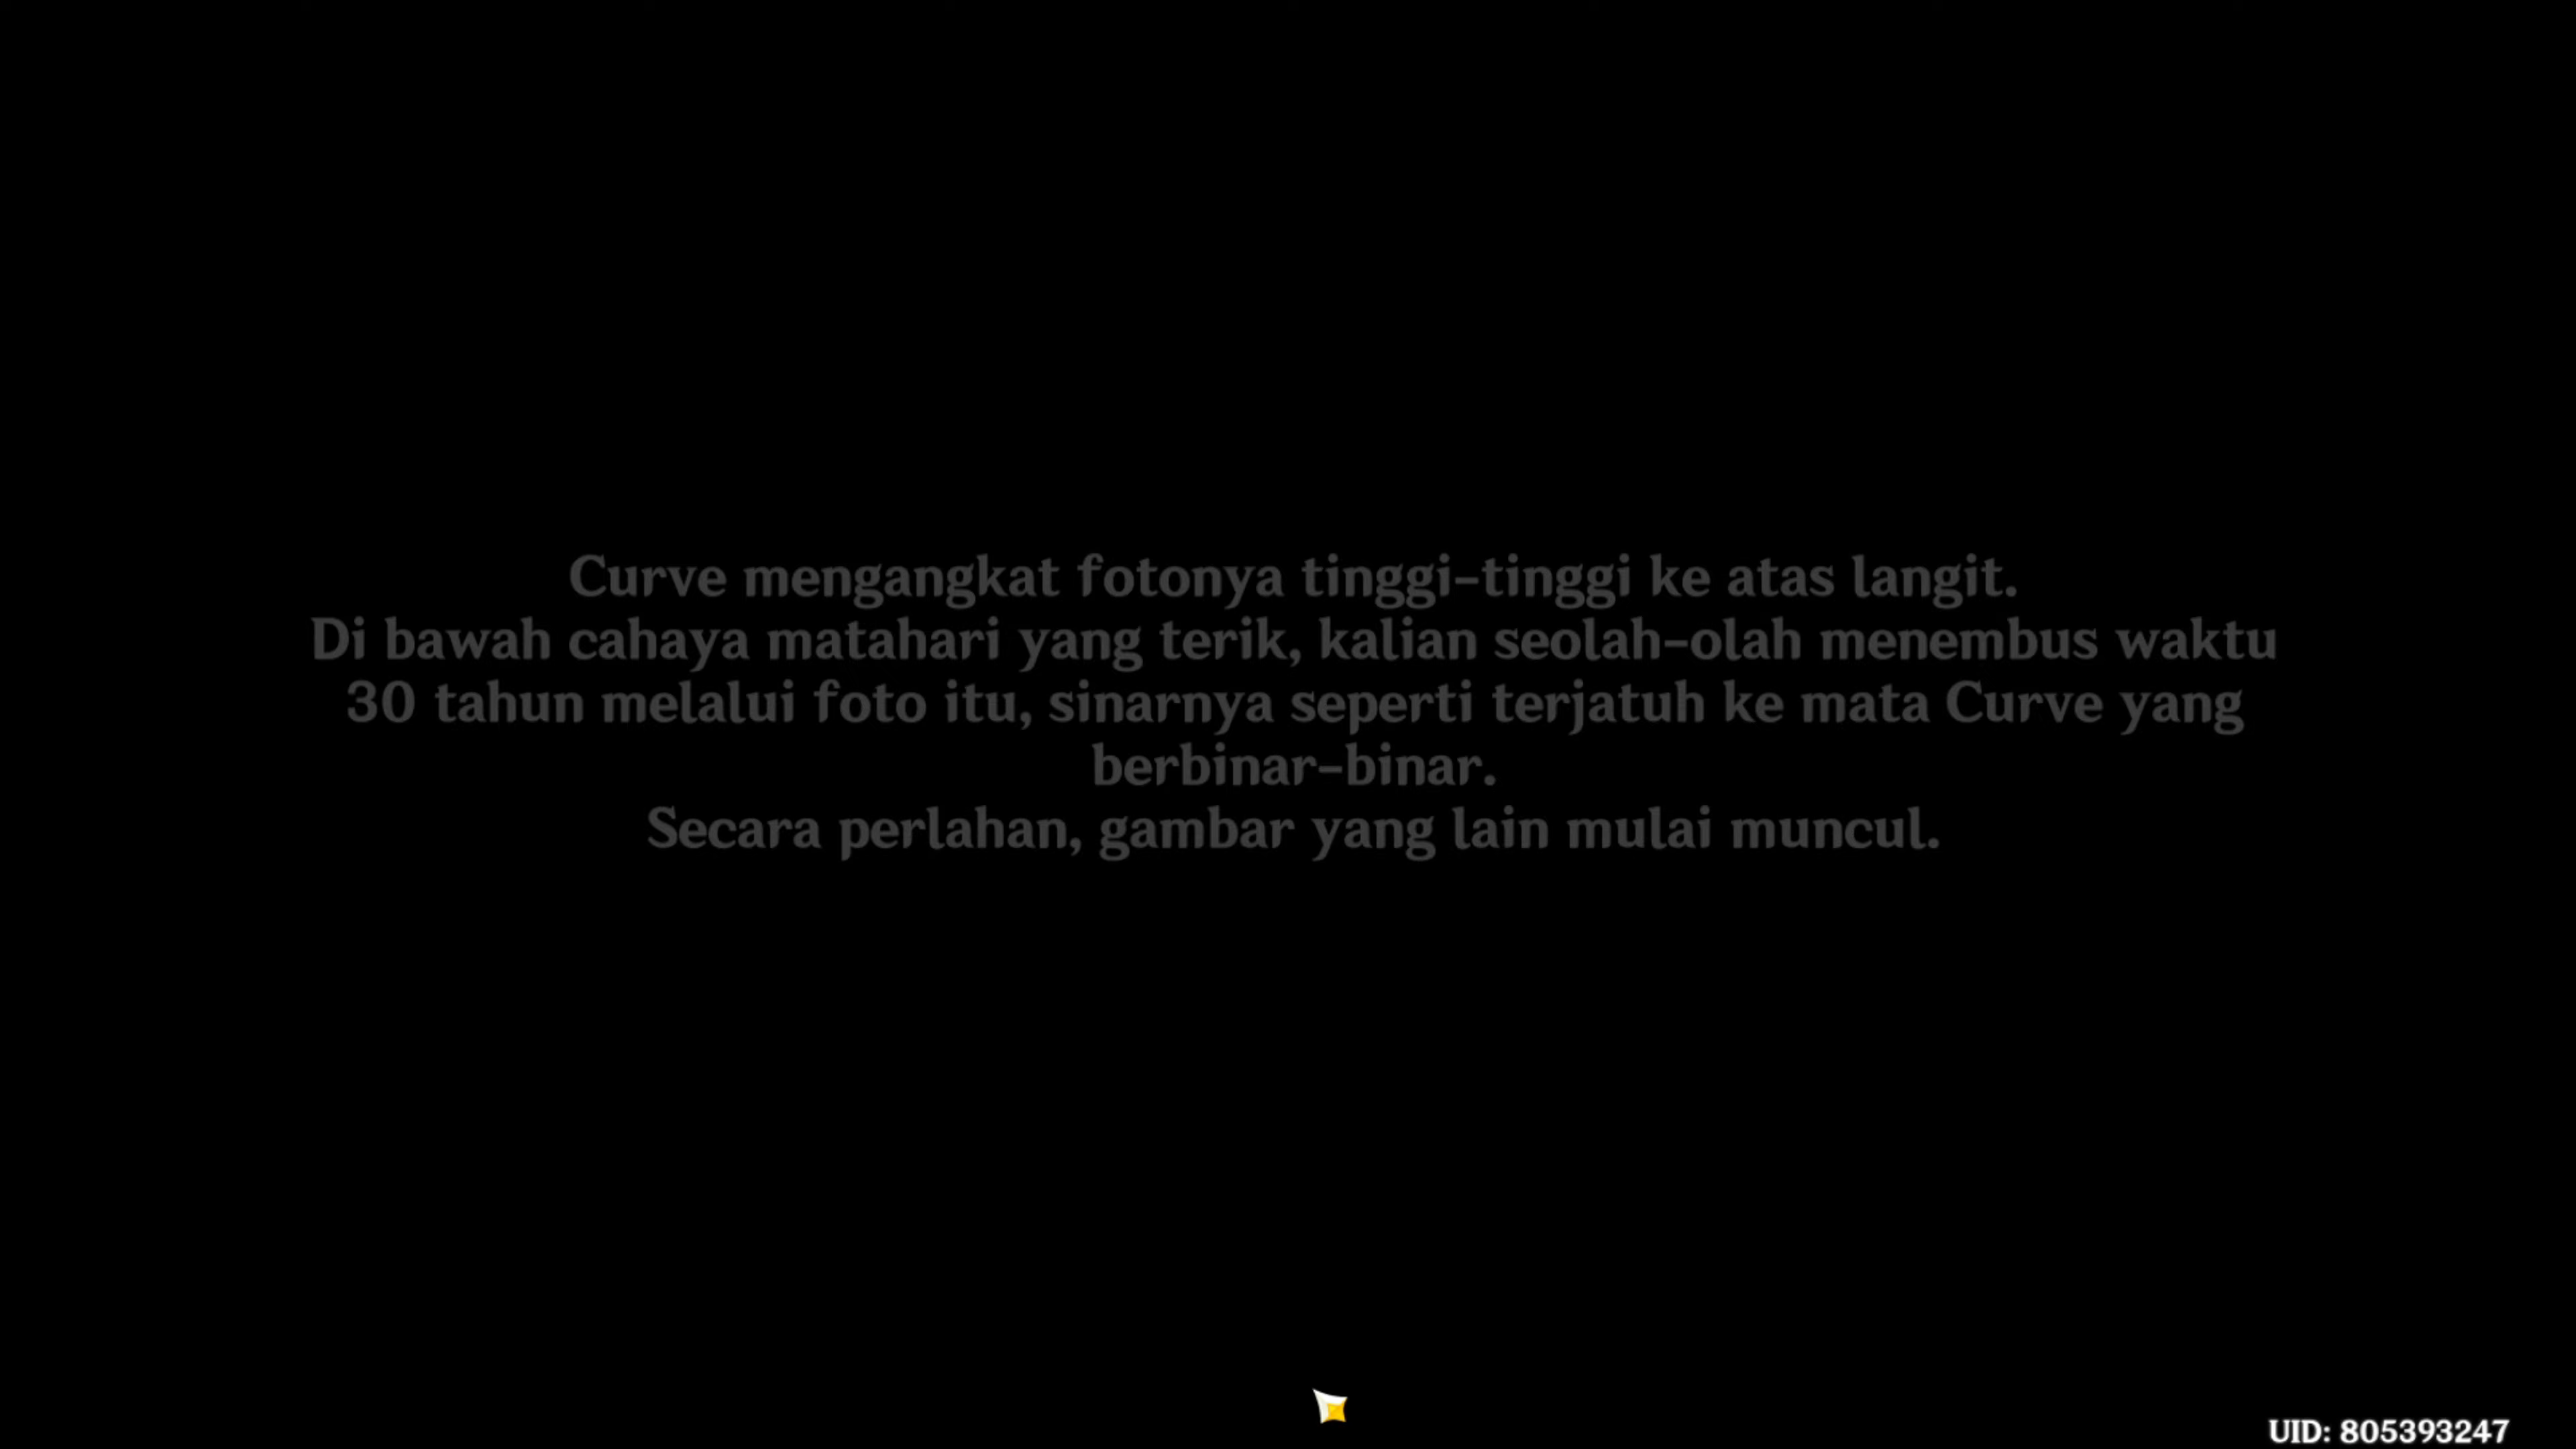 Curve mengangkat fotonya tinggi-tinggi ke atas langit.
Di bawah cahaya matahari yang terik, kalian seolah-olah menembus waktu
30 tahun melalui foto itu, sinarnya seperti terjatuh ke mata Curve yang
berbinar-binar.
Secara perlahan, gambar yang lain mulai muncul.
UID: 805393247